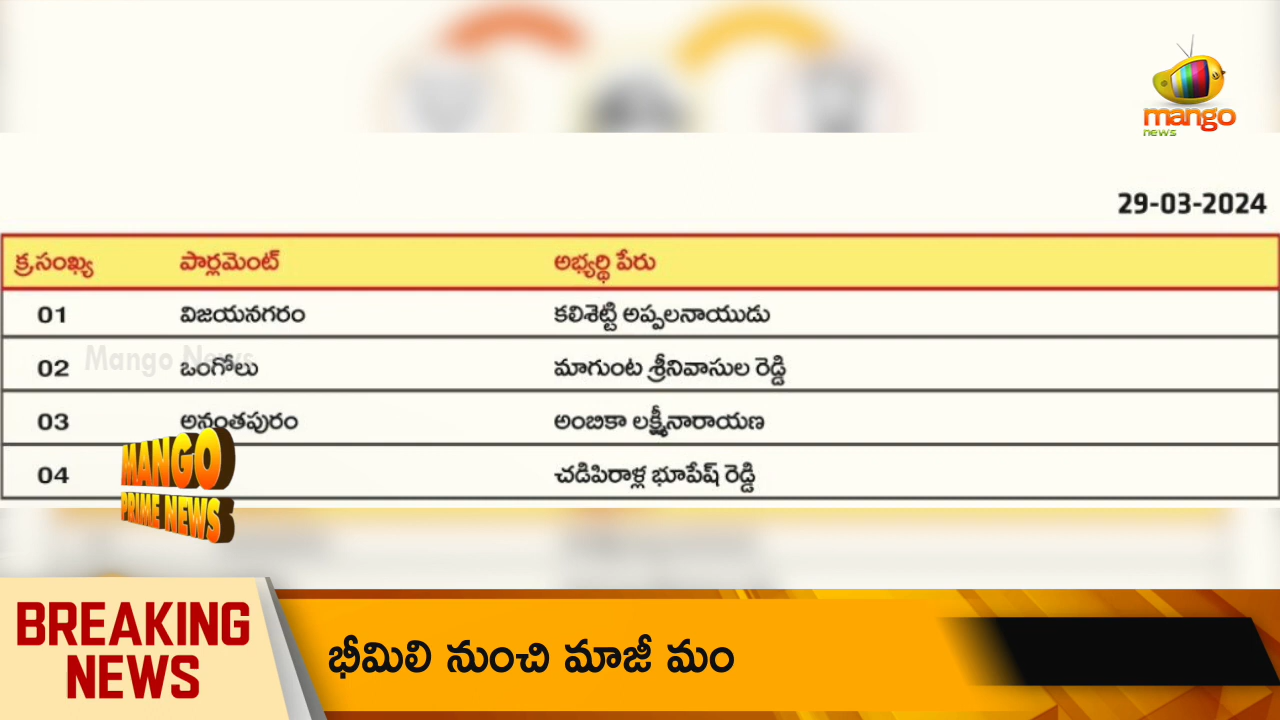 mango
news
29-03-2024
క్ర.సంఖ్య పార్లమెంట్ అభ్యర్థి పేరు
01 విజయనగరం కలిశెట్టి అప్పలనాయుడు
Mango News
02 ఒంగోలు మాగుంట శ్రీనివాసుల రెడ్డి
03 అనంతపురం అంబికా లక్ష్మీనారాయణ
04 చడిపిరాళ్ల భూపేష్ రెడ్డి
MANGO
PRIME NEWS
BREAKING
NEWS
భీమిలి నుంచి మాజీ మం